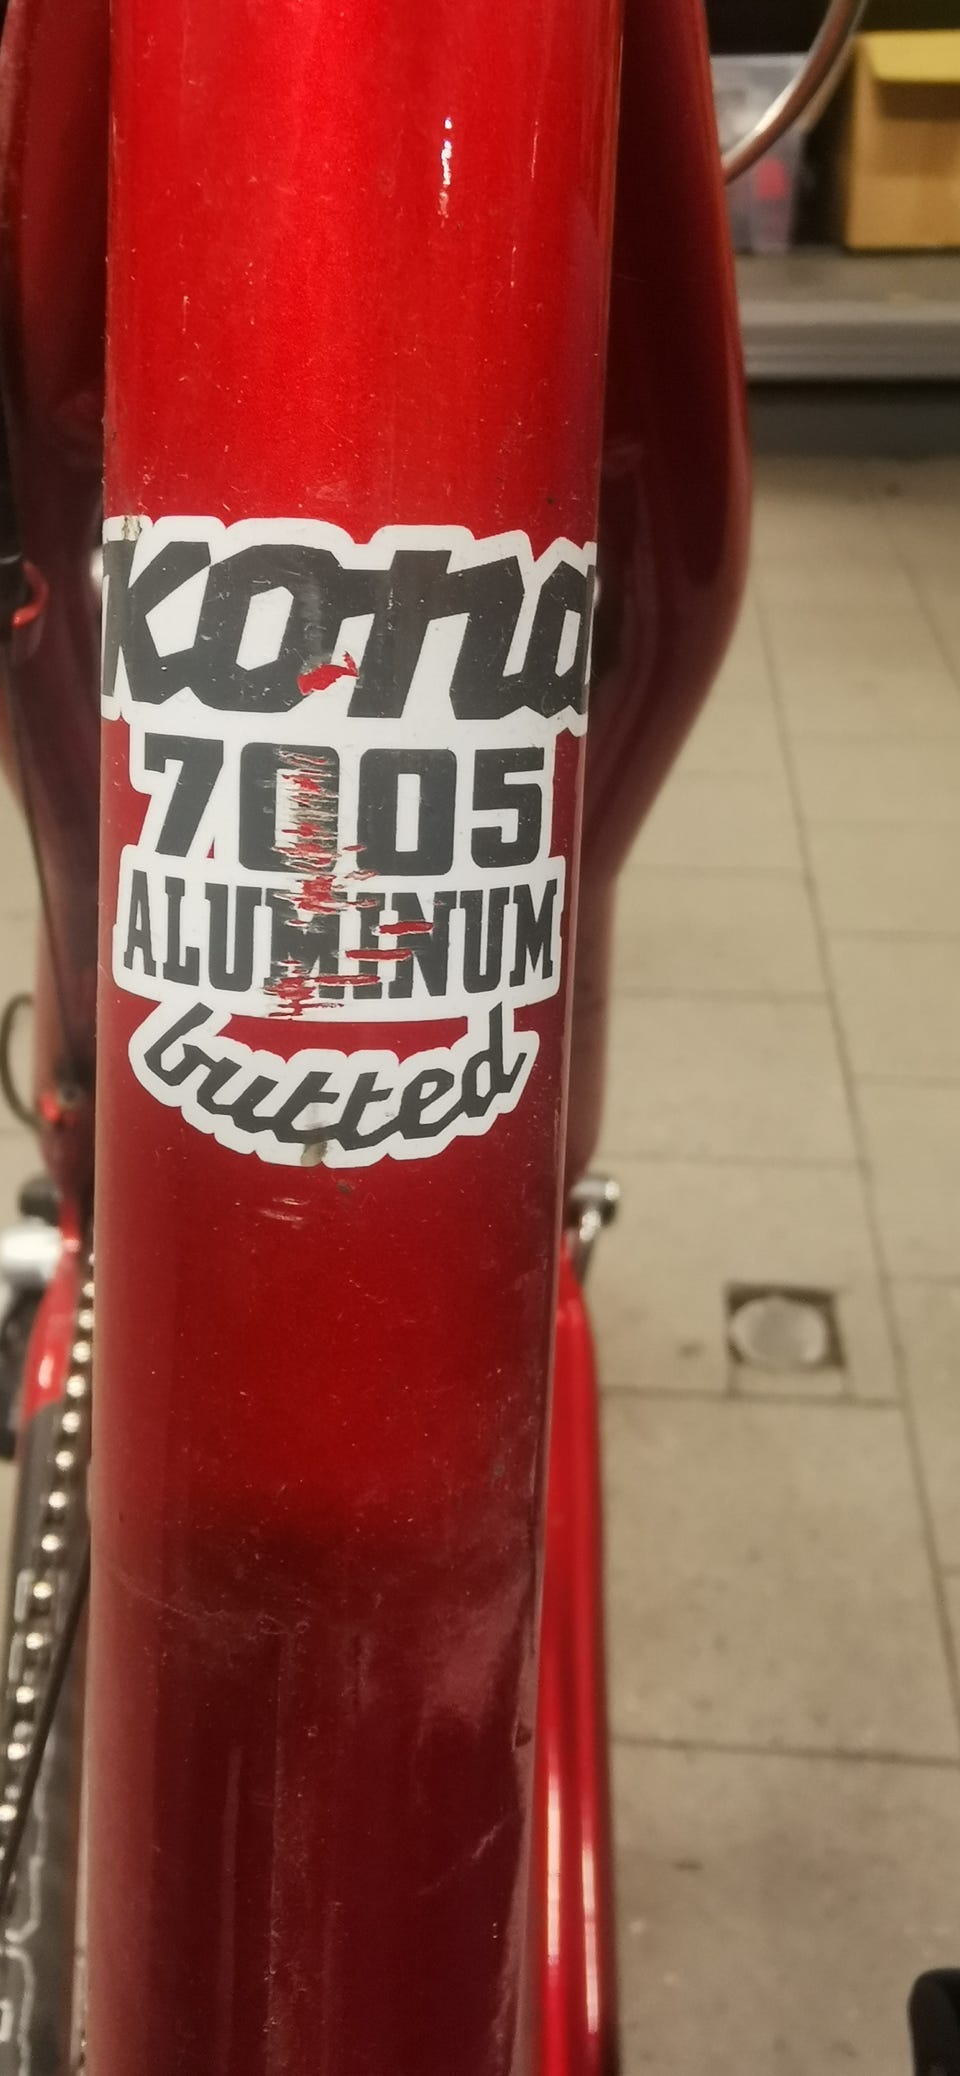 kona
7005
ALUMINUM
butted